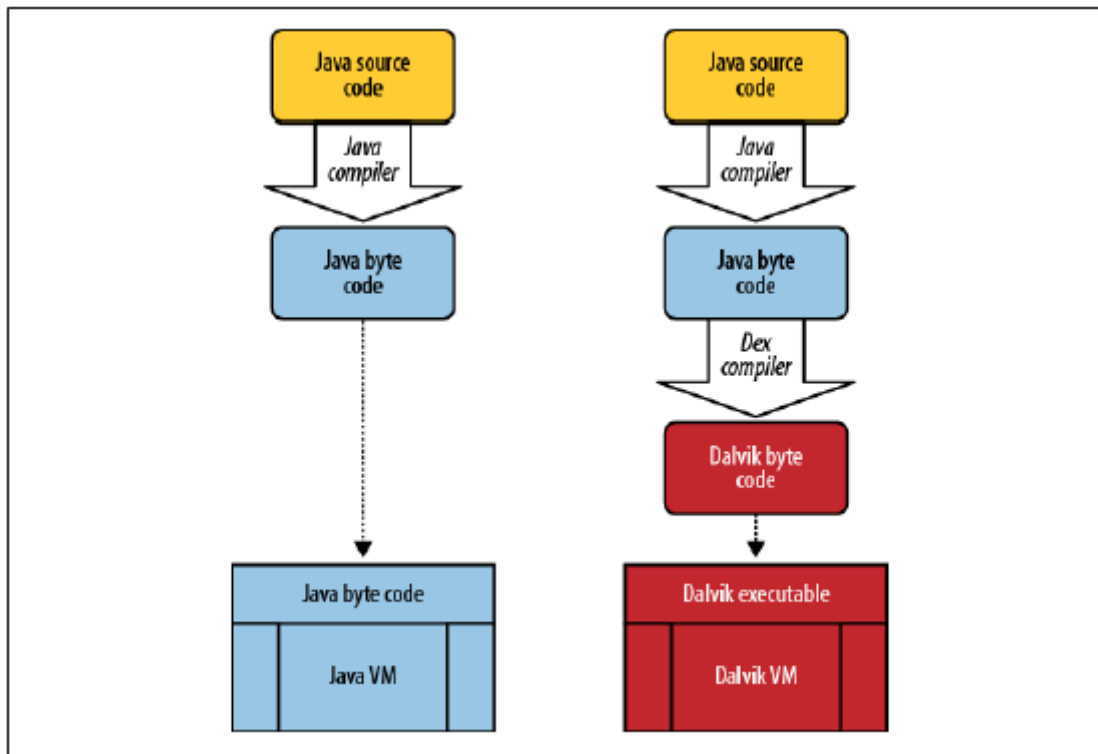 Java source
code
Java
compiler
Java byte
code
Java byte code
Java VM
Java source
code
Java
compiler
Java byte
code
Dex
compiler
Dalvik byte
code
Dalvik executable
Dalvik VM